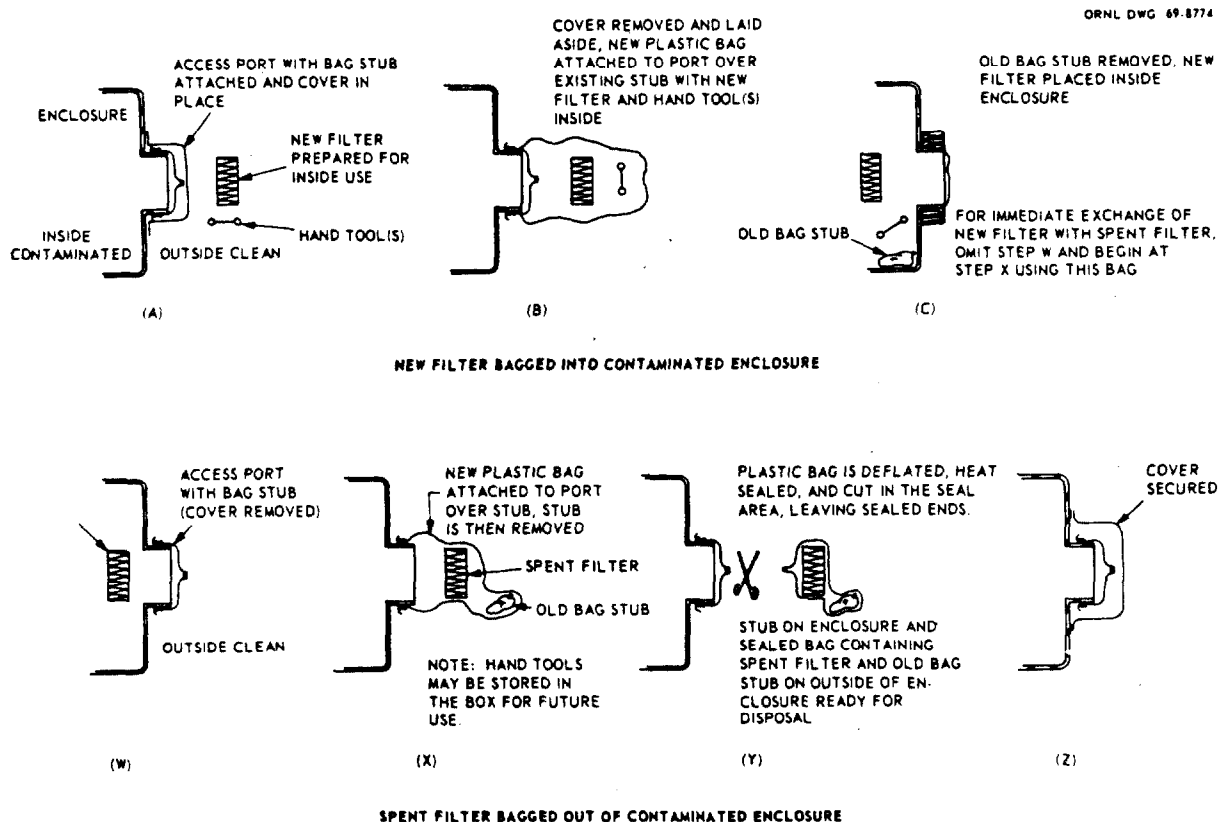 ORNL DWG 69-8774
ACCESS PORT WITH BAG STUB
ATTACHED AND COVER IN
PLACE
ENCLOSURE
NEW FILTER
PREPARED FOR
INSIDE USE
HAND TOOL(S)
INSIDE
CONTAMINATED
OUTSIDE CLEAN
(A)
COVER REMOVED AND LAID
ASIDE, NEW PLASTIC BAG
ATTACHED TO PORT OVER
EXISTING STUB WITH NEW
FILTER AND HAND TOOL(S)
INSIDE
(B)
OLD BAG STUB REMOVED, NEW
FILTER PLACED INSIDE
ENCLOSURE
OLD BAG STUB
FOR IMMEDIATE EXCHANGE OF
NEW FILTER WITH SPENT FILTER,
OMIT STEP W AND BEGIN AT
STEP X USING THIS BAG
(C)
NEW FILTER BAGGED INTO CONTAMINATED ENCLOSURE
ACCESS PORT
WITH BAG STUB
(COVER REMOVED)
OUTSIDE CLEAN
(W)
NEW PLASTIC BAG
ATTACHED TO PORT
OVER STUB, STUB
IS THEN REMOVED
SPENT FILTER
OLD BAG STUB
NOTE: HAND TOOLS
MAY BE STORED IN
THE BOX FOR FUTURE
USE.
(X)
PLASTIC BAG IS DEFLATED, HEAT
SEALED, AND CUT IN THE SEAL
AREA, LEAVING SEALED ENDS.
STUB ON ENCLOSURE AND
SEALED BAG CONTAINING
SPENT FILTER AND OLD BAG
STUB ON OUTSIDE OF EN-
CLOSURE READY FOR
DISPOSAL
(Y)
COVER
SECURED
(Z)
SPENT FILTER BAGGED OUT OF CONTAMINATED ENCLOSURE